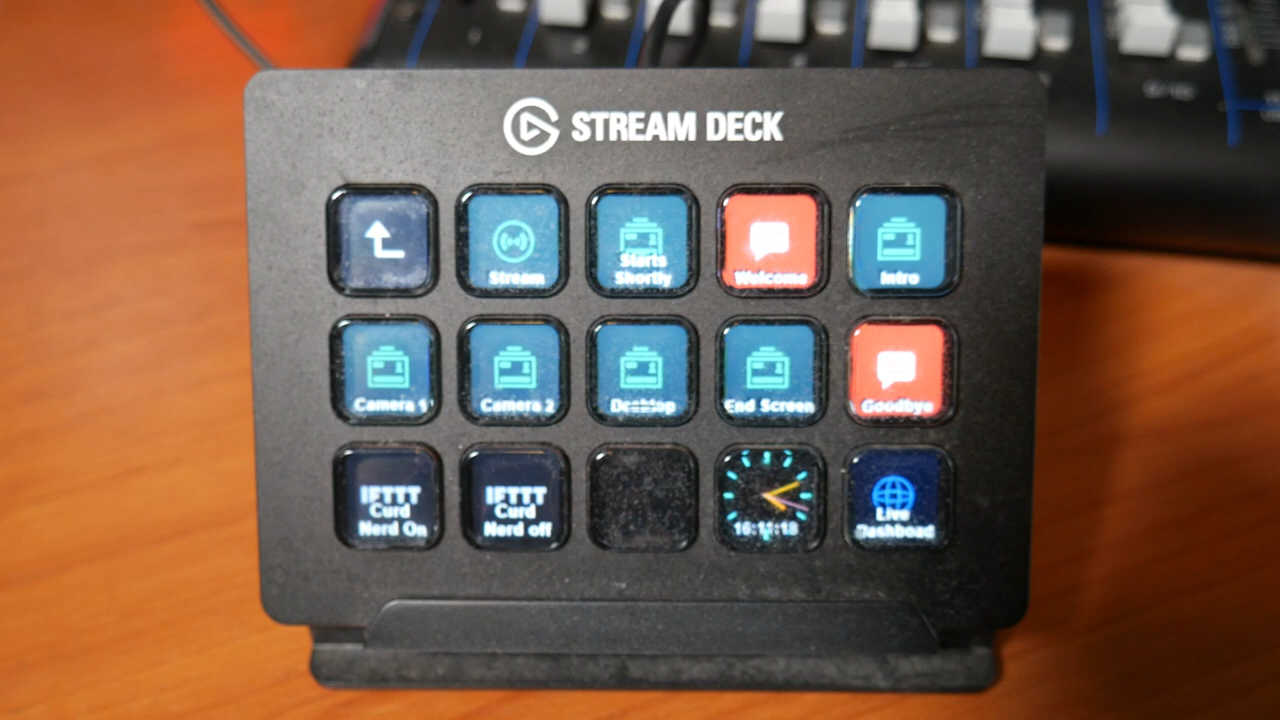 STREAM DECK
Stream
Starts
Shortly
Welcome
Intro
Camera 1
Camera 2
Desktop
End Screen
Goodbye
IFTTT
Curd
Nerd On
IFTTT
Curd
Nerd off
16:11:18
Live
Dashboad